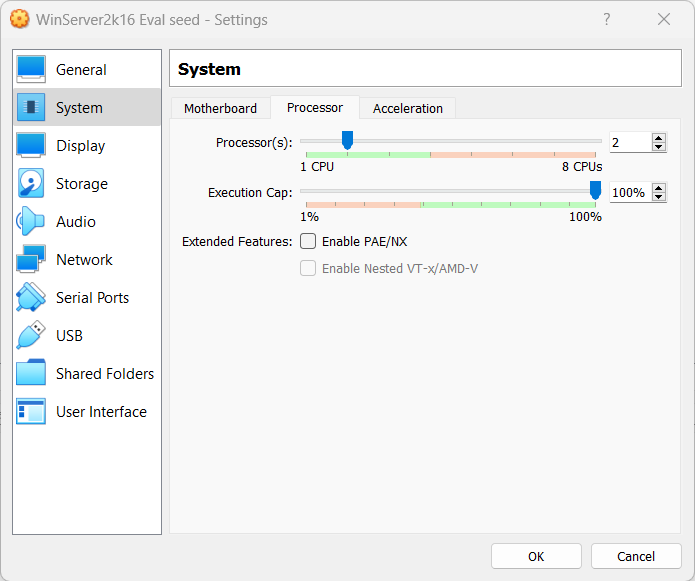 WinServer2k16 Eval seed - Settings
?
General
System
Display
Storage
Audio
Network
Serial Ports
USB
Shared Folders
User Interface
System
Motherboard Processor Acceleration
Processor(s): 2
1 CPU 8 CPUs
Execution Cap: 100%
1% 100%
Extended Features: Enable PAE/NX
Enable Nested VT-x/AMD-V
OK Cancel